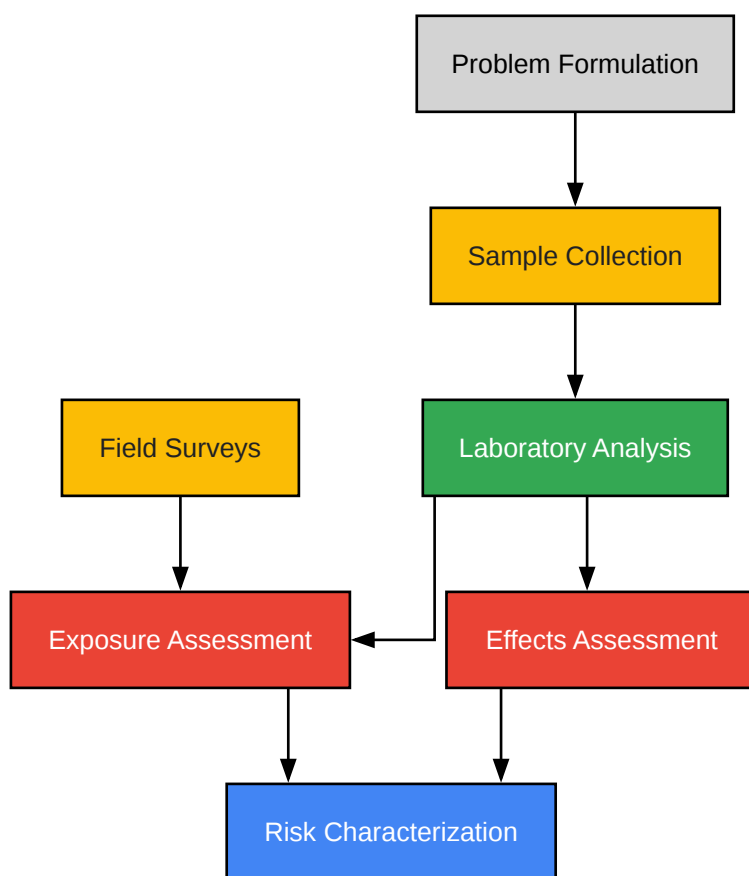 Problem Formulation
Sample Collection
Field Surveys
Laboratory Analysis
Exposure Assessment
Effects Assessment
Risk Characterization